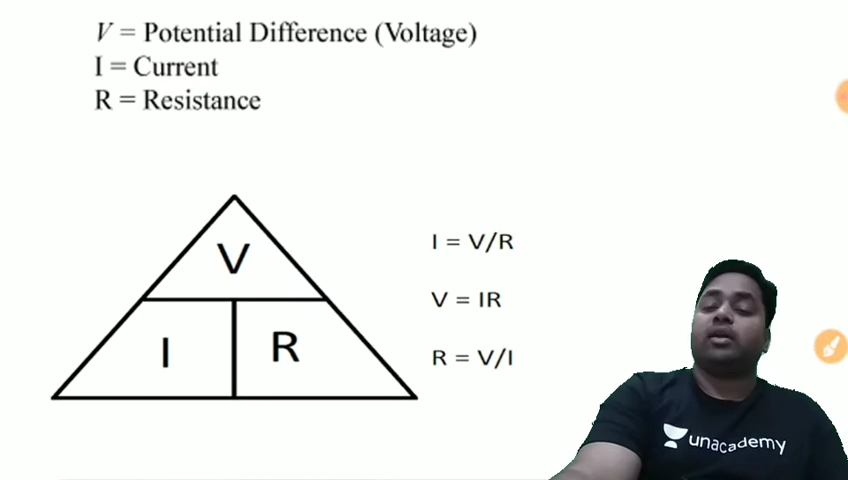 V = Potential Difference (Voltage)
I = Current
R = Resistance
V
I
R
I = V/R
V = IR
R = V/I
unacademy